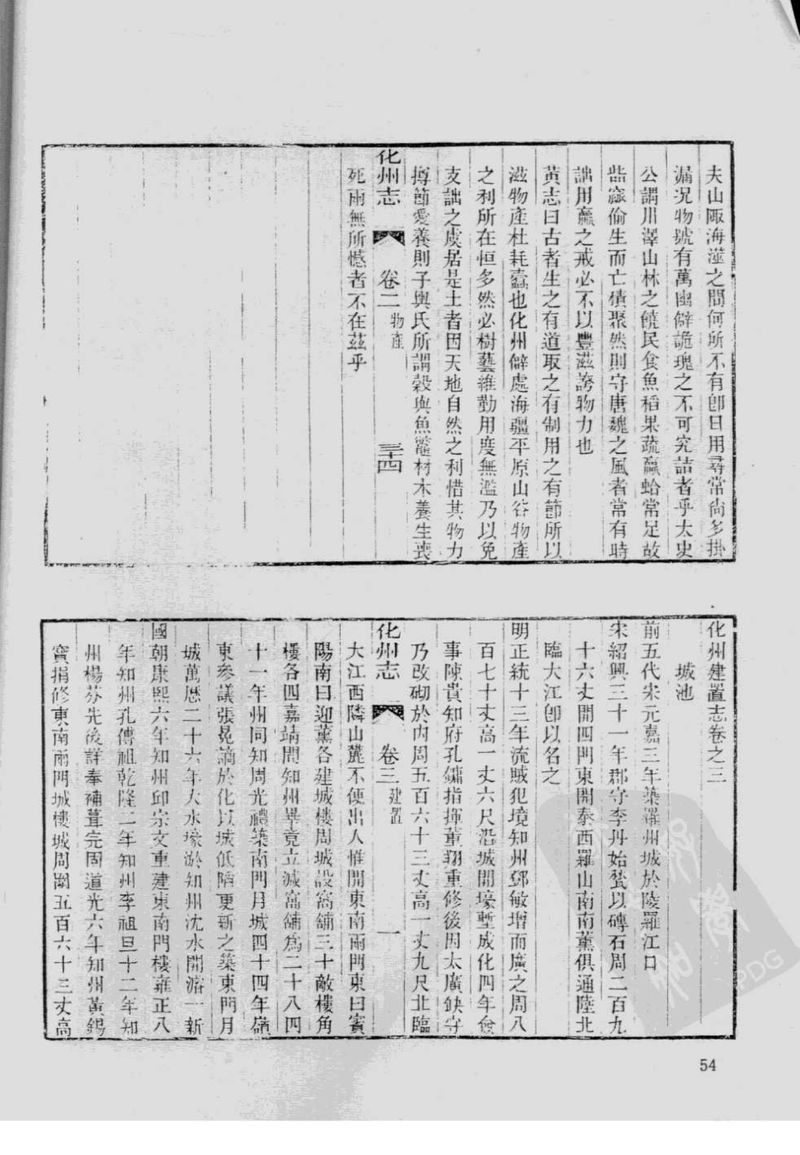 夫山陬海澨之間何所不有卽日用尋常尙多掛
漏況物號有萬幽僻詭瑰之不可究詰者乎太史
公謂川澤山林之饒民食魚稻果蓏蠃蛤常足故
呰窳偷生而亡積聚然則守唐魏之風者常有時
詘用蠃之戒必不以豐滋誇物力也
黃志曰古者生之有道取之有制用之有節所以
滋物產杜耗蠹也化州僻處海疆平原山谷物產
之利所在恒多然必樹藝維勤用度無濫乃以免
支詘之虞居是土者因天地自然之利惜其物力
撙節愛養則子輿氏所謂穀與魚鼈材木養生喪
化州志 卷二 物產 三十四
死兩無所憾者不在茲乎
化州建置志卷之三
城池
前五代宋元嘉三年築羅州城於陵羅江口
宋紹興三十一年郡守李丹始甃以磚石周二百九
十六丈開四門東開泰西羅山南南薰俱通陸北
臨大江卽以名之
明正統十三年流賊犯境知州鄧敏增而廣之周八
百七十丈高一丈六尺沿城開壕塹成化四年僉
事陳貴知府孔鏞指揮董翔重修後周太廣缺守
乃改砌於內周五百六十三丈高一丈九尺北臨
化州志 卷三 建置 一
大江西隣山麓不便出人惟開東南兩門東曰賓
陽南曰迎薰各建城樓周城設窩舖三十敵樓角
樓各四嘉靖間知州畢竟立減窩舖爲二十八四
十一年州同知周光禮築南門月城四十四年嶺
東參議張冕謫於化以城低隘更新之築東門月
城萬歷二十六年大水壕淤知州沈水開濬一新
國朝康熙六年知州邱宗文重建東南門樓雍正八
年知州孔傳祖乾隆二年知州李祖旦十二年知
州楊芬先後詳奉補葺完固道光六年知州黃錫
寶捐修東南兩門城樓城周圍五百六十三丈高
54
PDG